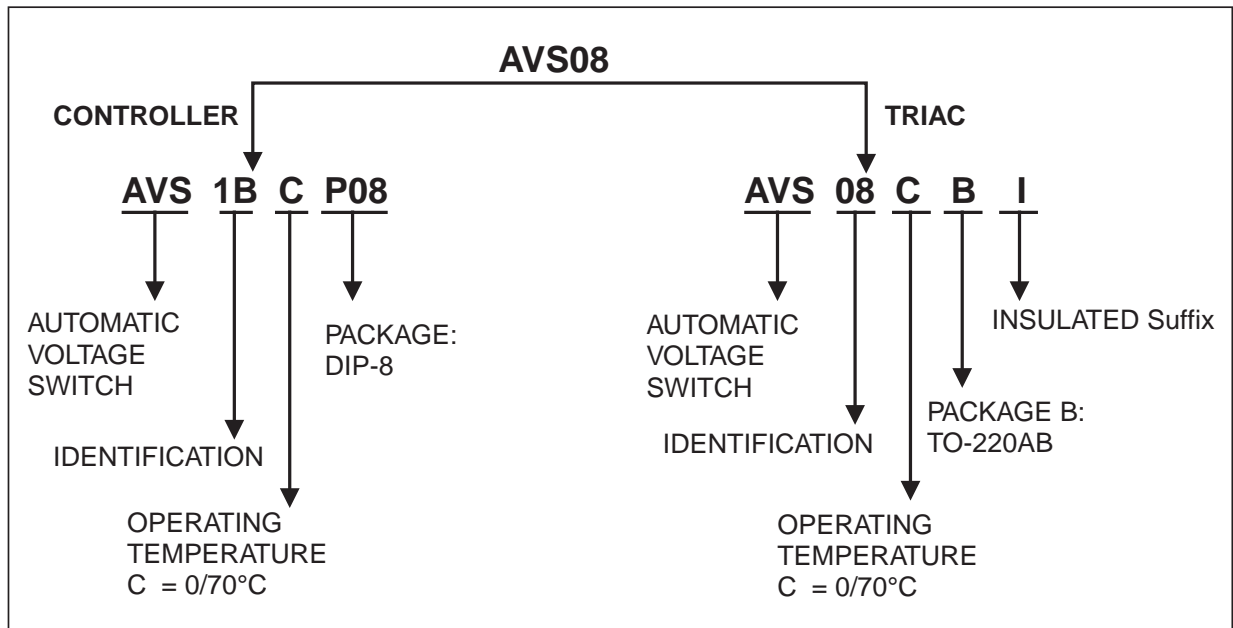 AVS08
CONTROLLER
TRIAC
AVS 1B C P08
AVS 08 C B I
AUTOMATIC
VOLTAGE
SWITCH
PACKAGE:
DIP-8
IDENTIFICATION
OPERATING
TEMPERATURE
C = 0/70°C
AUTOMATIC
VOLTAGE
SWITCH
INSULATED Suffix
PACKAGE B:
TO-220AB
IDENTIFICATION
OPERATING
TEMPERATURE
C = 0/70°C